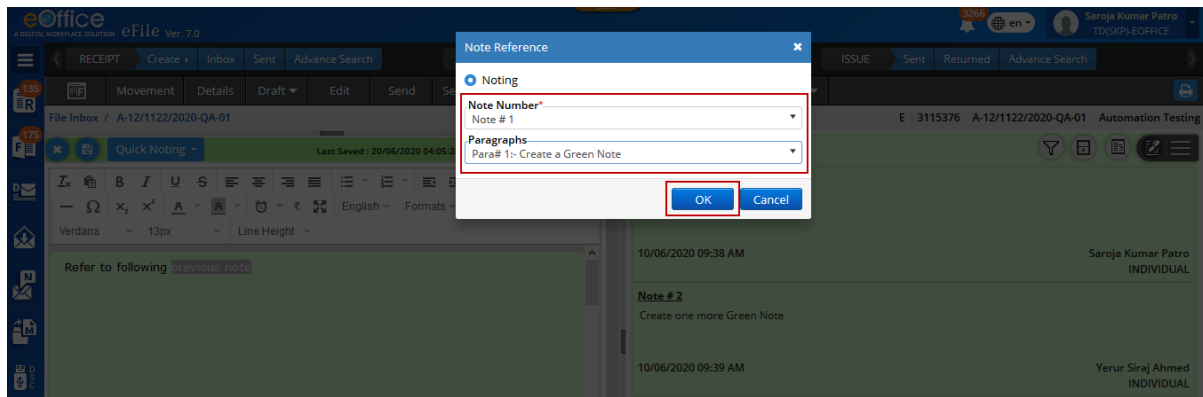 eOffice
A DIGITAL WORKPLACE SOLUTION eFile Ver. 7.0
3266 en Saroja Kumar Patro
TD(SKP)-EOFFICE
RECEIPT Create Inbox Sent Advance Search ISSUE Sent Returned Advance Search
Note Reference
Noting
Note Number*
Note # 1
Paragraphs
Para# 1:- Create a Green Note
OK Cancel
135
R
Movement Details Draft Edit Send
File Inbox / A-12/1122/2020-QA-01 E 3115376 A-12/1122/2020-QA-01 Automation Testing
175
F
Quick Noting Last Saved : 20/06/2020 04:05:2
B I U S
Ω x₂ x² A A ₹ English Formats
Verdana 13px Line Height
Refer to following previous note
10/06/2020 09:38 AM Saroja Kumar Patro
INDIVIDUAL
Note # 2
Create one more Green Note
10/06/2020 09:39 AM Yerur Siraj Ahmed
INDIVIDUAL
N
M
DSC